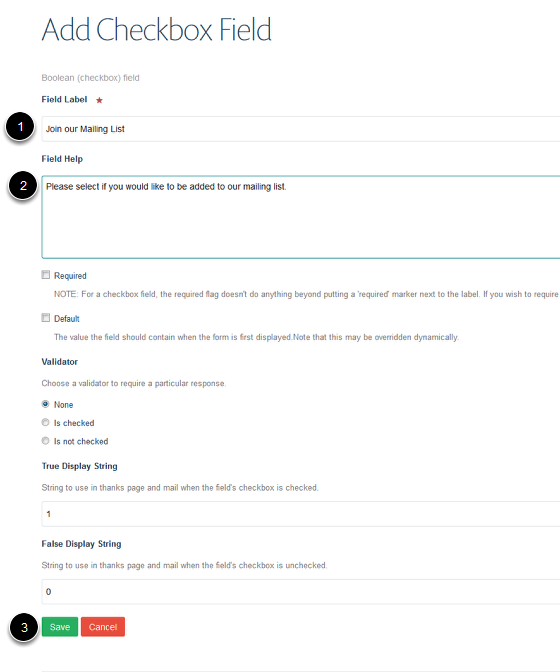 Add Checkbox Field
Boolean (checkbox) field
Field Label ★
1
Join our Mailing List
Field Help
2
Please select if you would like to be added to our mailing list.
Required
NOTE: For a checkbox field, the required flag doesn't do anything beyond putting a 'required' marker next to the label. If you wish to require
Default
The value the field should contain when the form is first displayed.Note that this may be overridden dynamically.
Validator
Choose a validator to require a particular response.
None
Is checked
Is not checked
True Display String
String to use in thanks page and mail when the field's checkbox is checked.
1
False Display String
String to use in thanks page and mail when the field's checkbox is unchecked.
0
3
Save Cancel